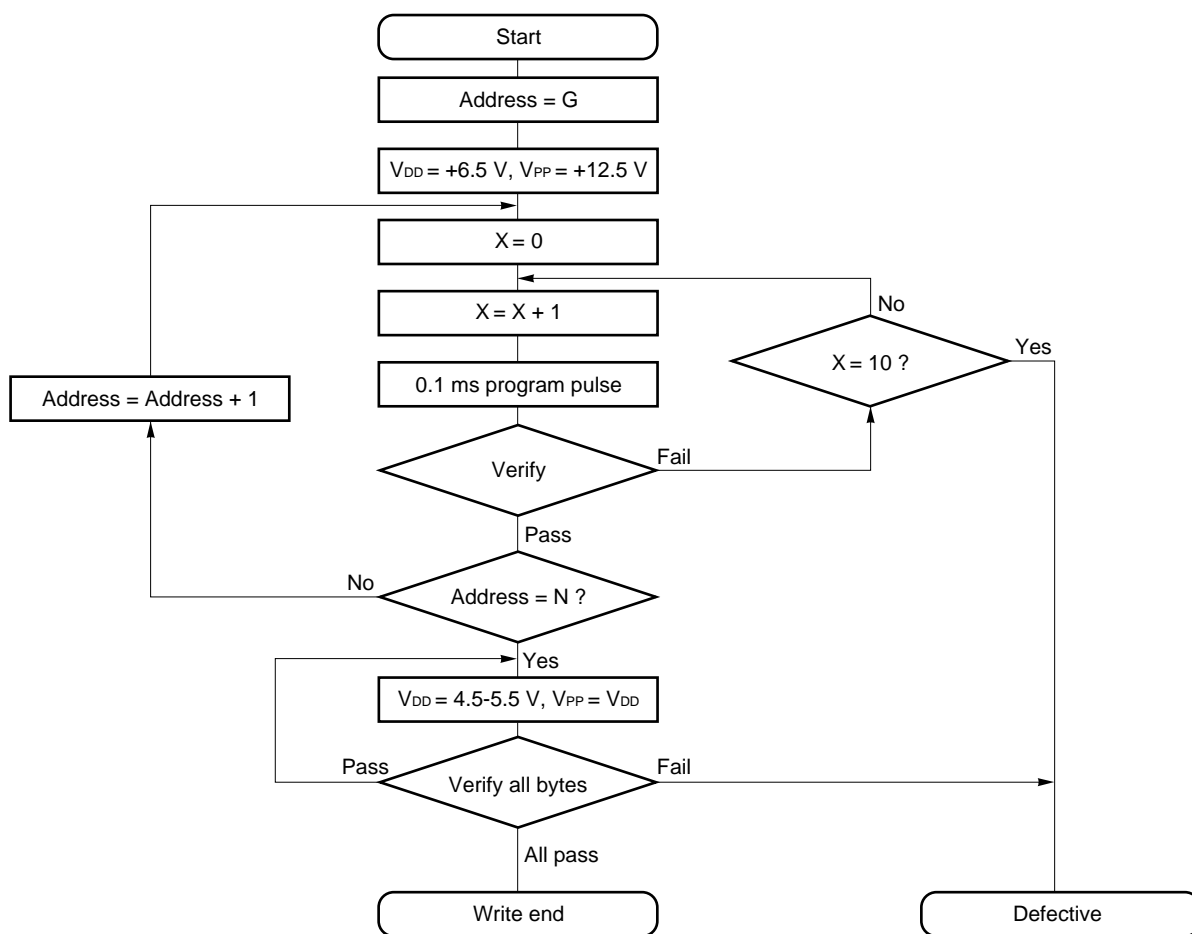 Start
Address = G
VDD = +6.5 V, VPP = +12.5 V
X = 0
X = X + 1
No
X = 10 ?
Yes
0.1 ms program pulse
Address = Address + 1
Verify
Fail
Pass
No
Address = N ?
Yes
VDD = 4.5-5.5 V, VPP = VDD
Pass
Verify all bytes
Fail
All pass
Write end
Defective